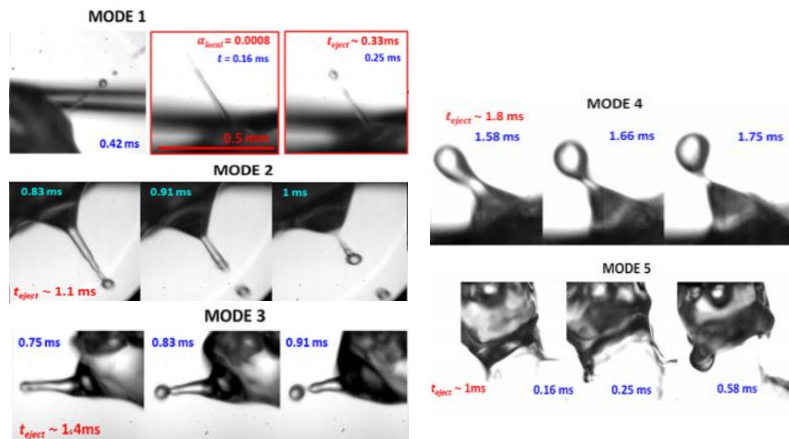 MODE 1
α_local = 0.0008
t = 0.16 ms
t_eject ~ 0.33ms
0.25 ms
0.42 ms
0.5 mm
MODE 2
0.83 ms
0.91 ms
1 ms
t_eject ~ 1.1 ms
MODE 3
0.75 ms
0.83 ms
0.91 ms
t_eject ~ 1.4ms
MODE 4
t_eject ~ 1.8 ms
1.58 ms
1.66 ms
1.75 ms
MODE 5
t_eject ~ 1ms
0.16 ms
0.25 ms
0.58 ms